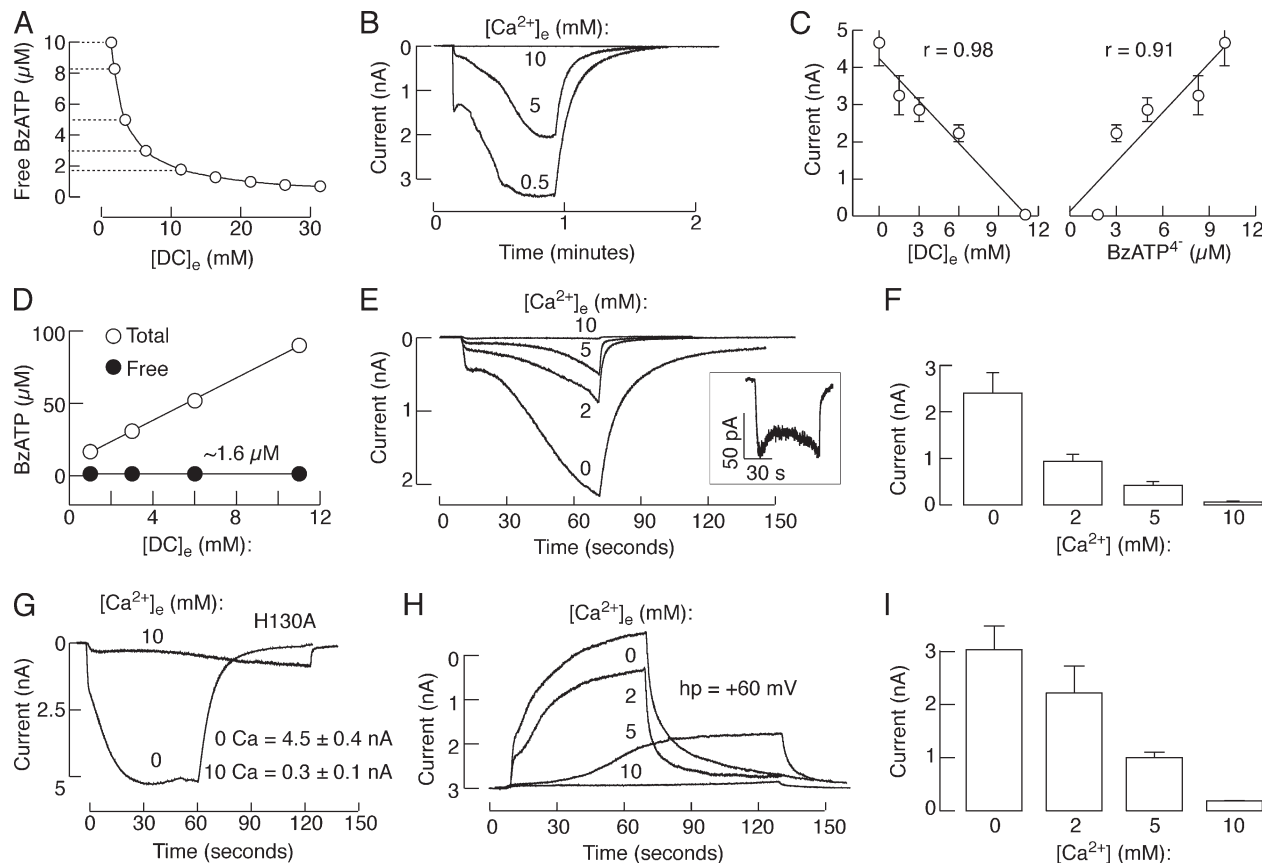 A
Free BzATP (µM)
10
8
6
4
2
0
0 10 20 30
[DC]e (mM)
B
[Ca2+]e (mM):
Current (nA)
0
1
2
3
10
5
0.5
0 1 2
Time (minutes)
C
Current (nA)
5
4
3
2
1
0
r = 0.98
r = 0.91
0 3 6 9 12
0 3 6 9 12
[DC]e (mM)
BzATP4- (µM)
D
BzATP (µM)
100
50
0
Total
Free
~1.6 µM
0 4 8 12
[DC]e (mM):
E
[Ca2+]e (mM):
Current (nA)
0
1
2
10
5
2
0
50 pA
30 s
0 30 60 90 120 150
Time (seconds)
F
Current (nA)
3
2
1
0
0 2 5 10
[Ca2+] (mM):
G
[Ca2+]e (mM):
H130A
Current (nA)
0
2.5
5
10
0
0 Ca = 4.5 ± 0.4 nA
10 Ca = 0.3 ± 0.1 nA
0 30 60 90 120 150
Time (seconds)
H
[Ca2+]e (mM):
Current (nA)
0
1
2
3
0
2
5
10
hp = +60 mV
0 30 60 90 120 150
Time (seconds)
I
Current (nA)
3
2
1
0
0 2 5 10
[Ca2+]e (mM):